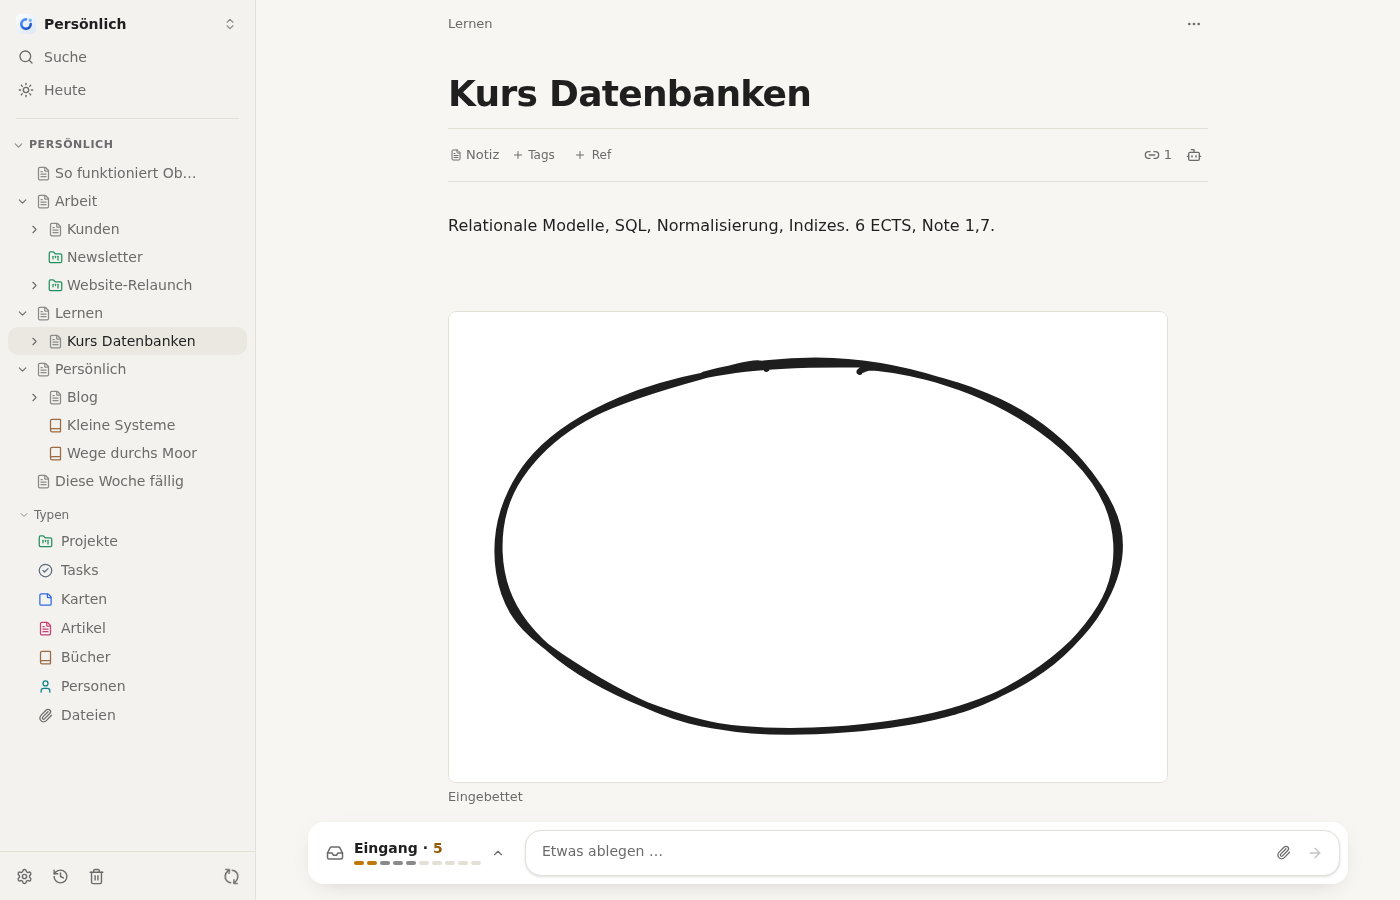 Persönlich
Suche
Heute
PERSÖNLICH
So funktioniert Ob…
Arbeit
Kunden
Newsletter
Website-Relaunch
Lernen
Kurs Datenbanken
Persönlich
Blog
Kleine Systeme
Wege durchs Moor
Diese Woche fällig
Typen
Projekte
Tasks
Karten
Artikel
Bücher
Personen
Dateien
Lernen
Kurs Datenbanken
Notiz + Tags + Ref 1
Relationale Modelle, SQL, Normalisierung, Indizes. 6 ECTS, Note 1,7.
Eingebettet
Eingang · 5
Etwas ablegen …